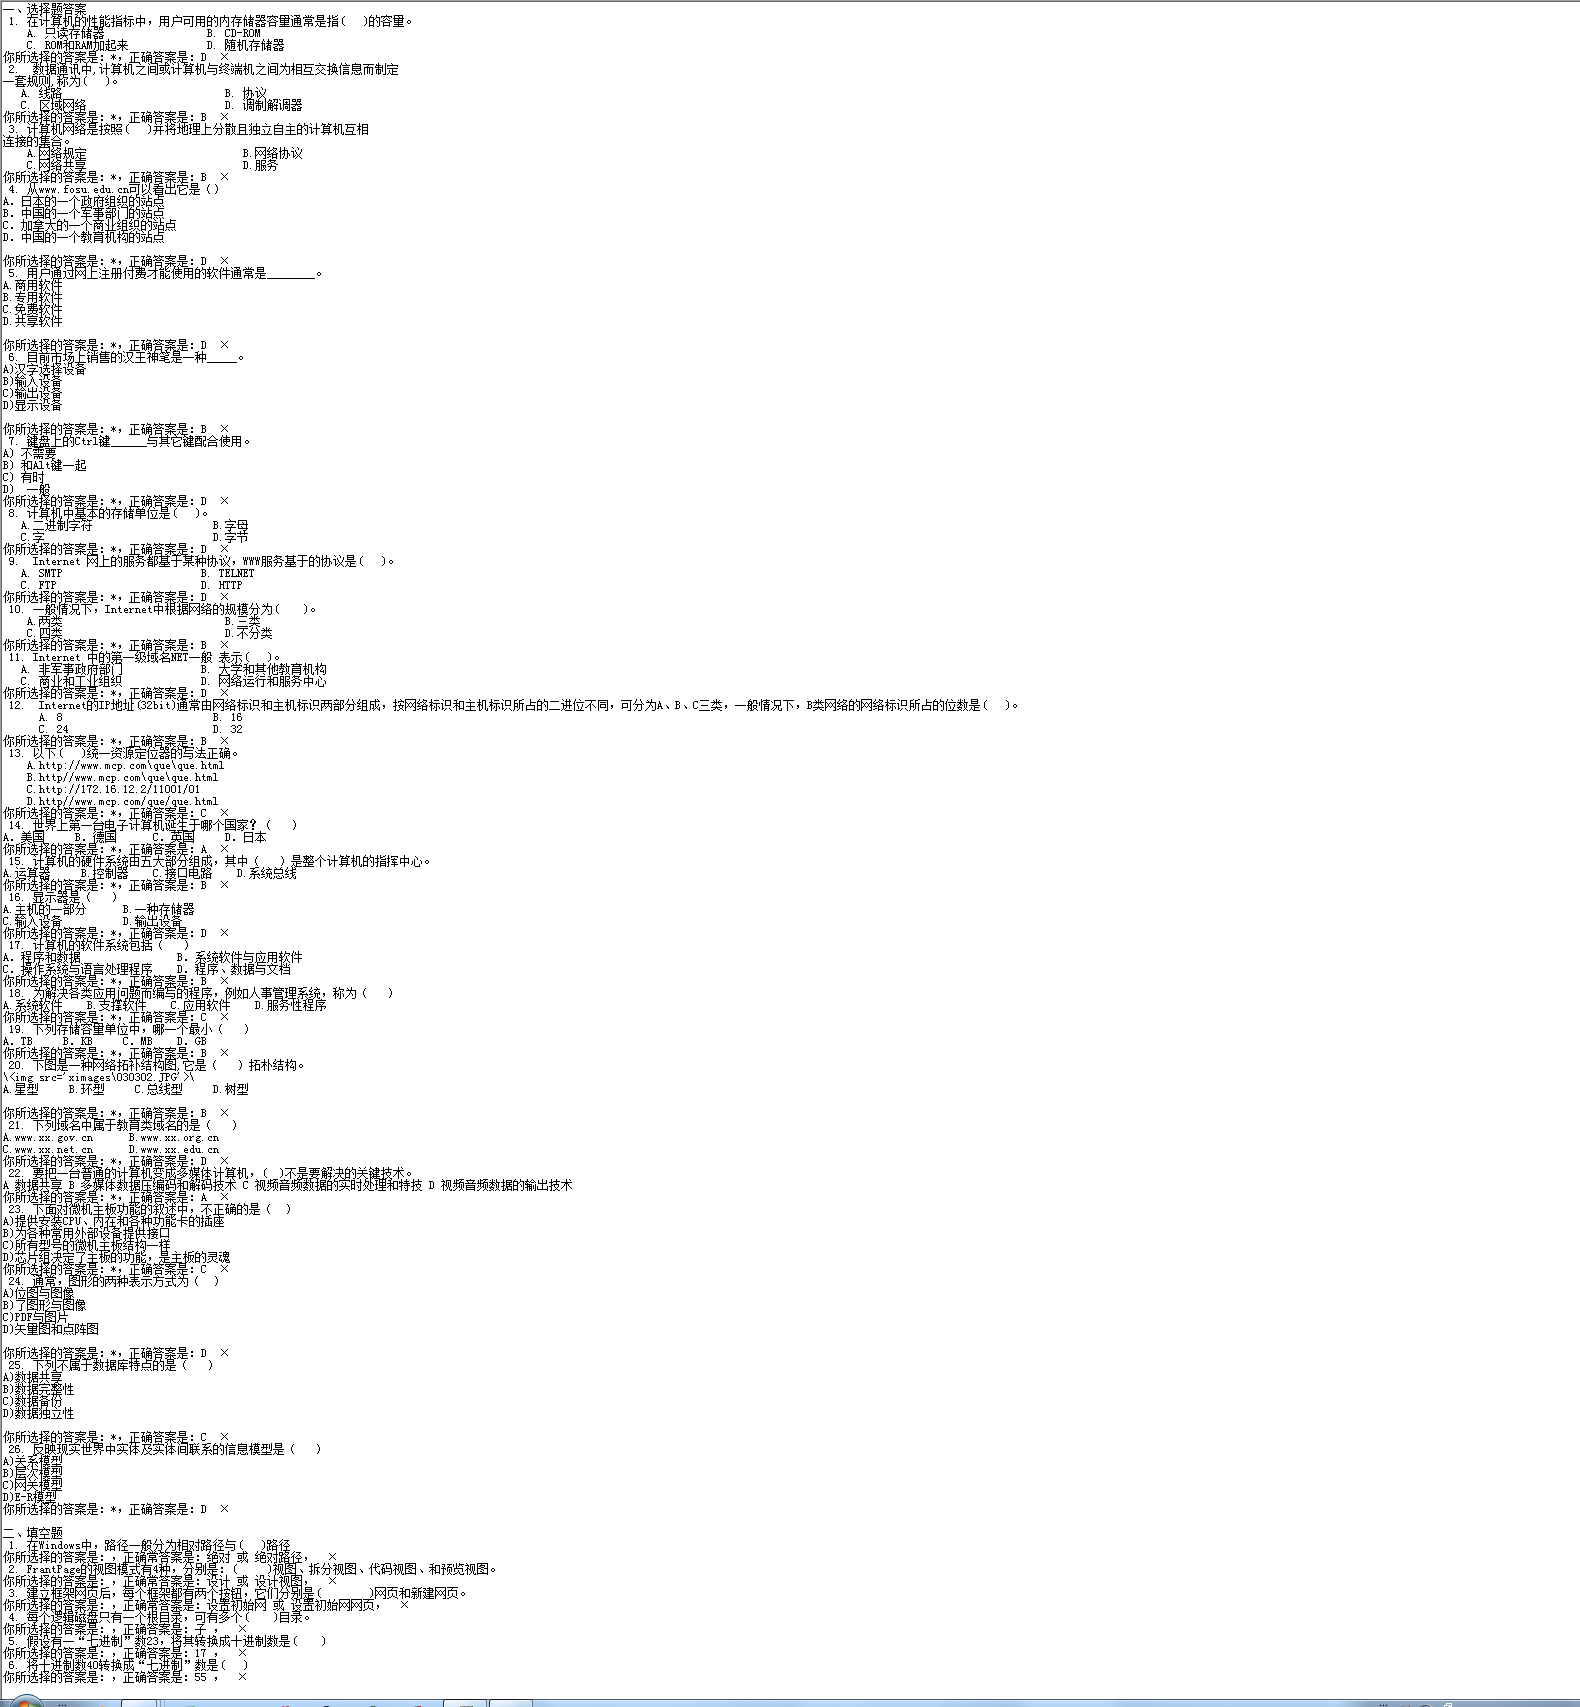 一、选择题答案
1. 在计算机的性能指标中，用户可用的内存储器容量通常是指(  )的容量。
A. 只读存储器 B. CD-ROM
C. ROM和RAM加起来 D. 随机存储器
你所选择的答案是：*，正确答案是：D ×
2. 数据通讯中,计算机之间或计算机与终端机之间为相互交换信息而制定
一套规则,称为(  )。
A. 线路 B. 协议
C. 区域网络 D. 调制解调器
你所选择的答案是：*，正确答案是：B ×
3. 计算机网络是按照(  )并将地理上分散且独立自主的计算机互相
连接的集合。
A.网络规定 B.网络协议
C.网络共享 D.服务
你所选择的答案是：*，正确答案是：B ×
4. 从www.fosu.edu.cn可以看出它是（）
A. 日本的一个政府组织的站点
B. 中国的一个军事部门的站点
C. 加拿大的一个商业组织的站点
D. 中国的一个教育机构的站点
你所选择的答案是：*，正确答案是：D ×
5. 用户通过网上注册付费才能使用的软件通常是________。
A.商用软件
B.专用软件
C.免费软件
D.共享软件
你所选择的答案是：*，正确答案是：D ×
6. 目前市场上销售的汉王神笔是一种_____。
A)汉字选择设备
B)输入设备
C)输出设备
D)显示设备
你所选择的答案是：*，正确答案是：B ×
7. 键盘上的Ctrl键______与其它键配合使用。
A) 不需要
B) 和Alt键一起
C) 有时
D) 一般
你所选择的答案是：*，正确答案是：D ×
8. 计算机中基本的存储单位是(  )。
A.二进制字符 B.字母
C.字 D.字节
你所选择的答案是：*，正确答案是：D ×
9. Internet 网上的服务都基于某种协议，WWW服务基于的协议是(  )。
A. SMTP B. TELNET
C. FTP D. HTTP
你所选择的答案是：*，正确答案是：D ×
10. 一般情况下，Internet中根据网络的规模分为(   )。
A.两类 B.三类
C.四类 D.不分类
你所选择的答案是：*，正确答案是：B ×
11. Internet 中的第一级域名NET一般 表示(  )。
A. 非军事政府部门 B. 大学和其他教育机构
C. 商业和工业组织 D. 网络运行和服务中心
你所选择的答案是：*，正确答案是：D ×
12. Internet的IP地址(32bit)通常由网络标识和主机标识两部分组成，按网络标识和主机标识所占的二进位不同，可分为A、B、C三类，一般情况下，B类网络的网络标识所占的位数是(  )。
A. 8 B. 16
C. 24 D. 32
你所选择的答案是：*，正确答案是：B ×
13. 以下(  )统一资源定位器的写法正确。
A.http://www.mcp.com\que\que.html
B.http//www.mcp.com\que\que.html
C.http://172.16.12.2/11001/01
D.http//www.mcp.com/que/que.html
你所选择的答案是：*，正确答案是：C ×
14. 世界上第一台电子计算机诞生于哪个国家？（  ）
A. 美国 B. 德国 C. 英国 D. 日本
你所选择的答案是：*，正确答案是：A ×
15. 计算机的硬件系统由五大部分组成，其中（  ）是整个计算机的指挥中心。
A.运算器 B.控制器 C.接口电路 D.系统总线
你所选择的答案是：*，正确答案是：B ×
16. 显示器是（  ）
A.主机的一部分 B.一种存储器
C.输入设备 D.输出设备
你所选择的答案是：*，正确答案是：D ×
17. 计算机的软件系统包括（  ）
A. 程序和数据 B. 系统软件与应用软件
C. 操作系统与语言处理程序 D. 程序、数据与文档
你所选择的答案是：*，正确答案是：B ×
18. 为解决各类应用问题而编写的程序，例如人事管理系统，称为（  ）
A.系统软件 B.支撑软件 C.应用软件 D.服务性程序
你所选择的答案是：*，正确答案是：C ×
19. 下列存储容量单位中，哪一个最小（  ）
A. TB B. KB C. MB D. GB
你所选择的答案是：*，正确答案是：B ×
20. 下图是一种网络拓朴结构图,它是（  ）拓朴结构。
\<img src='ximages\030302.JPG'>\
A.星型 B.环型 C.总线型 D.树型
你所选择的答案是：*，正确答案是：B ×
21. 下列域名中属于教育类域名的是（  ）
A.www.xx.gov.cn B.www.xx.org.cn
C.www.xx.net.cn D.www.xx.edu.cn
你所选择的答案是：*，正确答案是：D ×
22. 要把一台普通的计算机变成多媒体计算机，( )不是要解决的关键技术。
A 数据共享 B 多媒体数据压编码和解码技术 C 视频音频数据的实时处理和特技 D 视频音频数据的输出技术
你所选择的答案是：*，正确答案是：A ×
23. 下面对微机主板功能的叙述中，不正确的是（ ）
A)提供安装CPU、内存和各种功能卡的插座
B)为各种常用外部设备提供接口
C)所有型号的微机主板结构一样
D)芯片组决定了主板的功能，是主板的灵魂
你所选择的答案是：*，正确答案是：C ×
24. 通常，图形的两种表示方式为（ ）
A)位图与图像
B)了图形与图像
C)PDF与图片
D)矢量图和点阵图
你所选择的答案是：*，正确答案是：D ×
25. 下列不属于数据库特点的是（  ）
A)数据共享
B)数据完整性
C)数据备份
D)数据独立性
你所选择的答案是：*，正确答案是：C ×
26. 反映现实世界中实体及实体间联系的信息模型是（  ）
A)关系模型
B)层次模型
C)网关模型
D)E-R模型
你所选择的答案是：*，正确答案是：D ×
二、填空题
1. 在Windows中，路径一般分为相对路径与(  )路径
你所选择的答案是：，正确常答案是：绝对 或 绝对路径， ×
2. FrantPage的视图模式有4种，分别是：(    )视图、拆分视图、代码视图、和预览视图。
你所选择的答案是：，正确常答案是：设计 或 设计视图， ×
3. 建立框架网页后，每个框架都有两个按钮，它们分别是(       )网页和新建网页。
你所选择的答案是：，正确常答案是：设置初始网 或 设置初始网网页， ×
4. 每个逻辑磁盘只有一个根目录，可有多个(   )目录。
你所选择的答案是：，正确答案是：子 ， ×
5. 假设有一“七进制”数23，将其转换成十进制数是(   )
你所选择的答案是：，正确答案是：17 ， ×
6. 将十进制数40转换成“七进制”数是(  )
你所选择的答案是：，正确答案是：55 ， ×